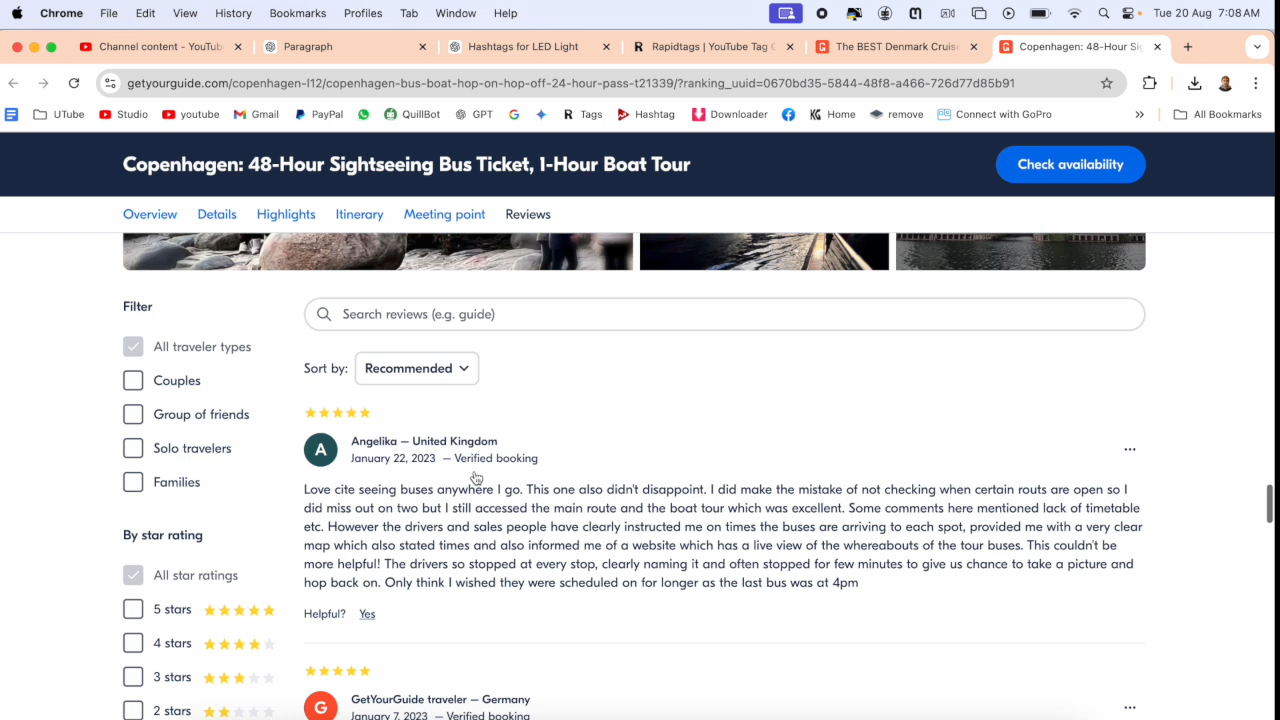 Chrome File Edit View History Bookmarks Profiles Tab Window Help Tue 20 Aug 7:08 AM
Channel content - YouTub Paragraph Hashtags for LED Light Rapidtags | YouTube Tag G The BEST Denmark Cruise Copenhagen: 48-Hour Sig
getyourguide.com/copenhagen-l12/copenhagen-bus-boat-hop-on-hop-off-24-hour-pass-t21339/?ranking_uuid=0670bd35-5844-48f8-a466-726d77d85b91
UTube Studio youtube Gmail PayPal QuillBot GPT Tags Hashtag Downloader Home remove Connect with GoPro » All Bookmarks
Copenhagen: 48-Hour Sightseeing Bus Ticket, 1-Hour Boat Tour
Check availability
Overview Details Highlights Itinerary Meeting point Reviews
Filter
All traveler types
Couples
Group of friends
Solo travelers
Families
By star rating
All star ratings
5 stars
4 stars
3 stars
2 stars
Search reviews (e.g. guide)
Sort by: Recommended
A
Angelika – United Kingdom
January 22, 2023 – Verified booking
Love cite seeing buses anywhere I go. This one also didn't disappoint. I did make the mistake of not checking when certain routs are open so I
did miss out on two but I still accessed the main route and the boat tour which was excellent. Some comments here mentioned lack of timetable
etc. However the drivers and sales people have clearly instructed me on times the buses are arriving to each spot, provided me with a very clear
map which also stated times and also informed me of a website which has a live view of the whereabouts of the tour buses. This couldn't be
more helpful! The drivers so stopped at every stop, clearly naming it and often stopped for few minutes to give us chance to take a picture and
hop back on. Only think I wished they were scheduled on for longer as the last bus was at 4pm
Helpful? Yes
G
GetYourGuide traveler – Germany
January 7, 2023 – Verified booking